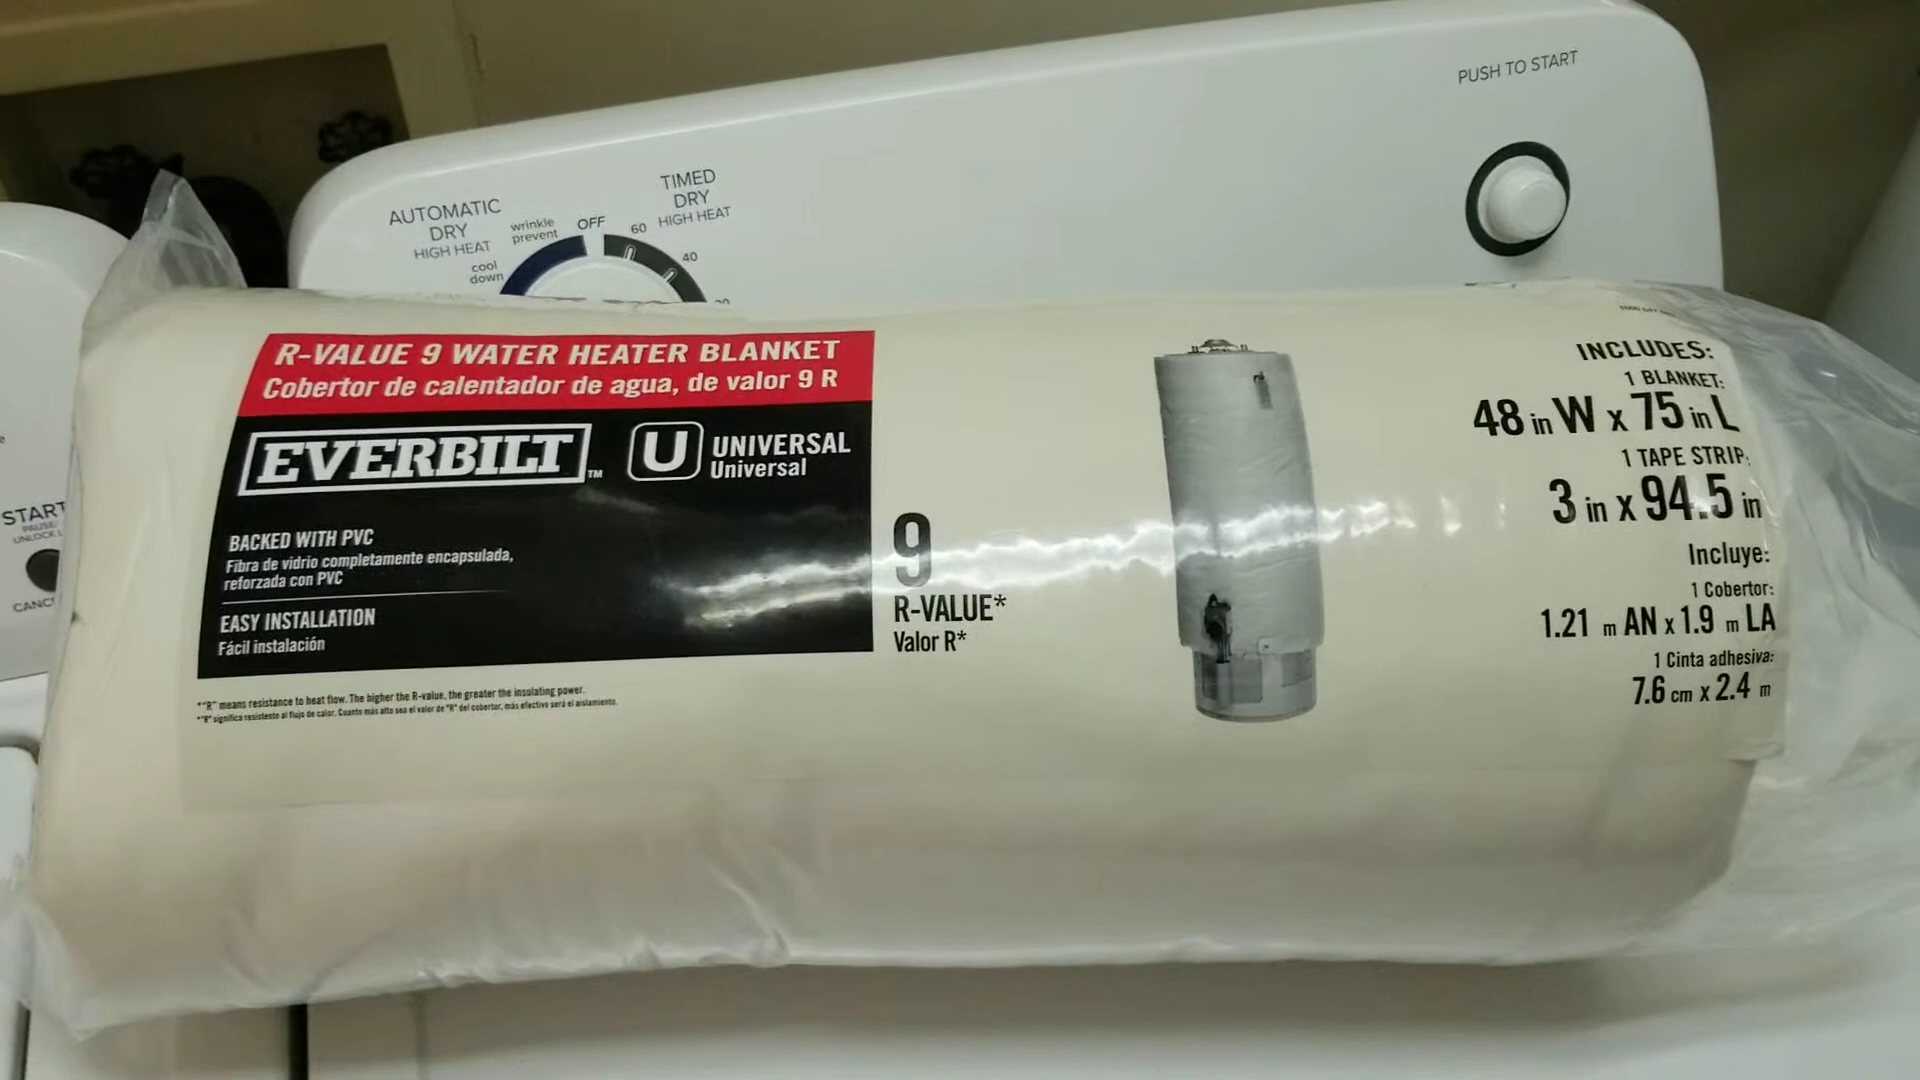 PUSH TO START
AUTOMATIC
DRY
HIGH HEAT
wrinkle
prevent
OFF
TIMED
DRY
HIGH HEAT
60
40
cool
down
START
CANC
R-VALUE 9 WATER HEATER BLANKET
Cobertor de calentador de agua, de valor 9 R
EVERBILT™
U UNIVERSAL
Universal
BACKED WITH PVC
Fibra de vidrio completamente encapsulada,
reforzada con PVC
EASY INSTALLATION
Fácil instalación
9
R-VALUE*
Valor R*
*"R" means resistance to heat flow. The higher the R-value, the greater the insulating power.
*"R" significa resistente al flujo de calor. Cuanto más alto sea el valor de "R" del cobertor, más efectivo será el aislamiento.
INCLUDES:
1 BLANKET:
48 in W x 75 in L
1 TAPE STRIP:
3 in x 94.5 in
Incluye:
1 Cobertor:
1.21 m AN x 1.9 m LA
1 Cinta adhesiva:
7.6 cm x 2.4 m